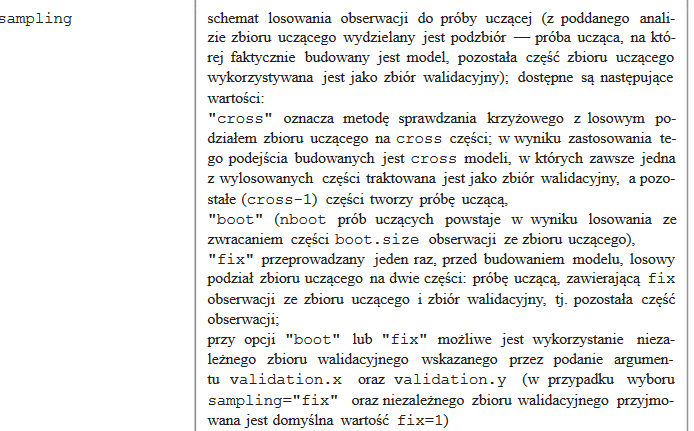 sampling
schemat losowania obserwacji do próby uczącej (z poddanego anali-
zie zbioru uczącego wydzielany jest podzbiór — próba ucząca, na któ-
rej faktycznie budowany jest model, pozostała część zbioru uczącego
wykorzystywana jest jako zbiór walidacyjny); dostępne są następujące
wartości:
"cross" oznacza metodę sprawdzania krzyżowego z losowym po-
działem zbioru uczącego na cross części; w wyniku zastosowania te-
go podejścia budowanych jest cross modeli, w których zawsze jedna
z wylosowanych części traktowana jest jako zbiór walidacyjny, a pozo-
stałe (cross-1) części tworzy próbę uczącą,
"boot" (nboot prób uczących powstaje w wyniku losowania ze
zwracaniem części boot.size obserwacji ze zbioru uczącego),
"fix" przeprowadzany jeden raz, przed budowaniem modelu, losowy
podział zbioru uczącego na dwie części: próbę uczącą, zawierającą fix
obserwacji ze zbioru uczącego i zbiór walidacyjny, tj. pozostała część
obserwacji;
przy opcji "boot" lub "fix" możliwe jest wykorzystanie nieza-
leżnego zbioru walidacyjnego wskazanego przez podanie argumen-
tu validation.x oraz validation.y (w przypadku wyboru
sampling="fix" oraz niezależnego zbioru walidacyjnego przyjmo-
wana jest domyślna wartość fix=1)